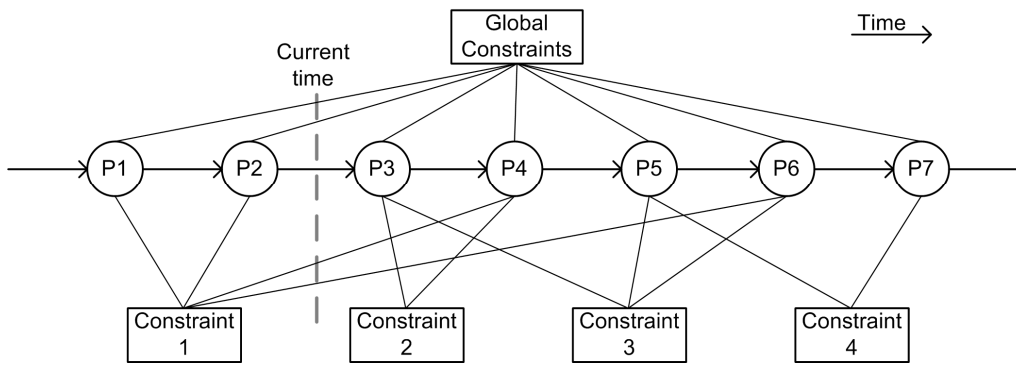 Global
Constraints
Time
Current
time
P1
P2
P3
P4
P5
P6
P7
Constraint
1
Constraint
2
Constraint
3
Constraint
4